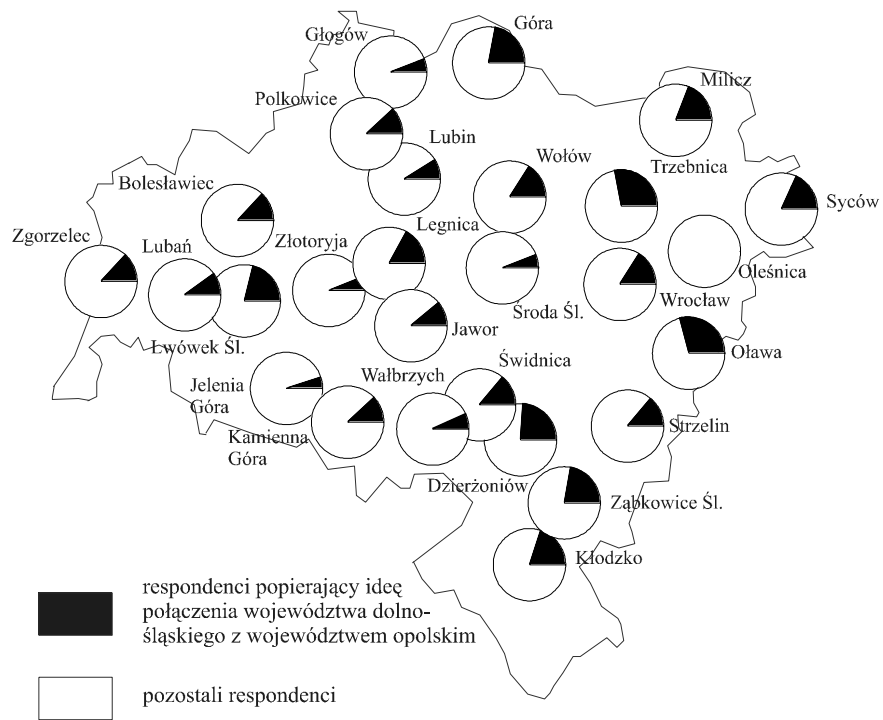 Głogów
Góra
Polkowice
Milicz
Lubin
Wołów
Trzebnica
Bolesławiec
Syców
Zgorzelec
Lubań
Złotoryja
Legnica
Oleśnica
Środa Śl.
Wrocław
Jawor
Lwówek Śl.
Oława
Świdnica
Wałbrzych
Jelenia
Góra
Kamienna
Góra
Strzelin
Dzierżoniów
Ząbkowice Śl.
Kłodzko
respondenci popierający ideę
połączenia województwa dolno-
śląskiego z województwem opolskim
pozostali respondenci